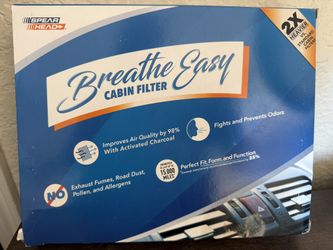 SPEAR
HEAD
2X
HEAVIER
Breathe Easy
CABIN FILTER
Improves Air Quality by 98%
With Activated Charcoal
Fights and Prevents Odors
NO
Exhaust Fumes, Road Dust,
Pollen, and Allergens
15,000
MILES
Perfect Fit, Form, and Function